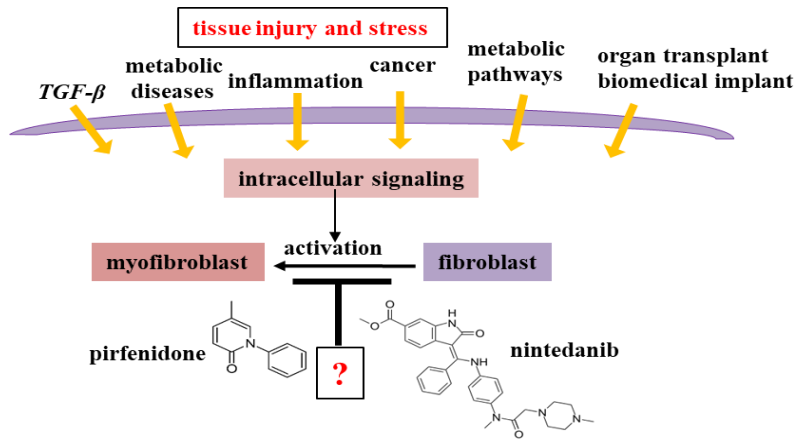 tissue injury and stress
TGF-β
metabolic
diseases
inflammation
cancer
metabolic
pathways
organ transplant
biomedical implant
intracellular signaling
activation
myofibroblast
fibroblast
pirfenidone
N
O
?
nintedanib
O
O
H
N
O
NH
N
O
N
N